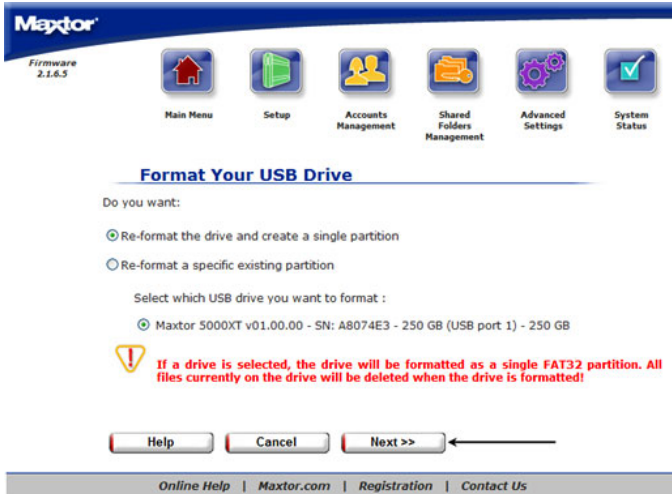 Maxtor
Firmware
2.1.6.5
Main Menu
Setup
Accounts
Management
Shared
Folders
Management
Advanced
Settings
System
Status
Format Your USB Drive
Do you want:
Re-format the drive and create a single partition
Re-format a specific existing partition
Select which USB drive you want to format :
Maxtor 5000XT v01.00.00 - SN: A8074E3 - 250 GB (USB port 1) - 250 GB
If a drive is selected, the drive will be formatted as a single FAT32 partition. All
files currently on the drive will be deleted when the drive is formatted!
Help
Cancel
Next >>
Online Help | Maxtor.com | Registration | Contact Us